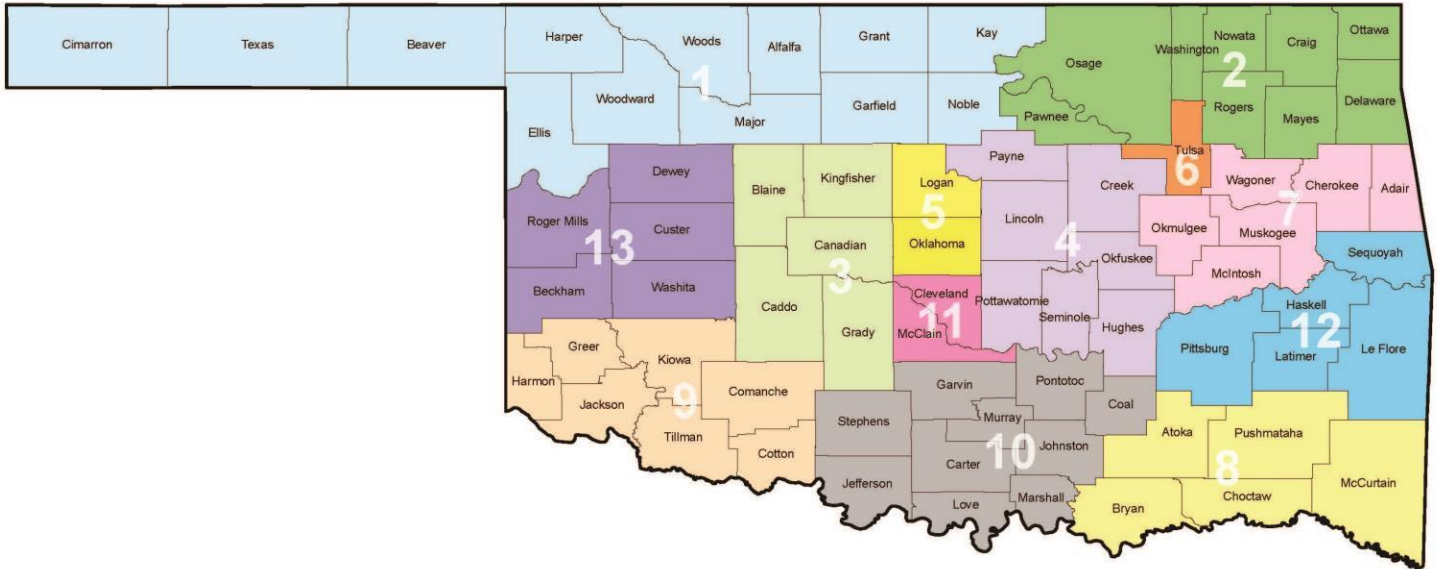 Cimarron
Texas
Beaver
Harper
Woods
Alfalfa
Grant
Kay
Osage
Washington
Nowata
Craig
Ottawa
2
1
Woodward
Major
Garfield
Noble
Pawnee
Rogers
Mayes
Delaware
Ellis
Tulsa
6
Dewey
Blaine
Kingfisher
Logan
5
Payne
Creek
Wagoner
Cherokee
Adair
7
Roger Mills
13
Custer
Canadian
3
Oklahoma
Lincoln
4
Okmulgee
Muskogee
Okfuskee
McIntosh
Sequoyah
Beckham
Washita
Caddo
Grady
Cleveland
11
McClain
Pottawatomie
Seminole
Hughes
Haskell
12
Pittsburg
Latimer
Le Flore
Greer
Kiowa
Harmon
Jackson
9
Comanche
Tillman
Cotton
Stephens
Garvin
Pontotoc
Murray
Coal
10
Johnston
Carter
Jefferson
Love
Marshall
Atoka
Pushmataha
8
Bryan
Choctaw
McCurtain